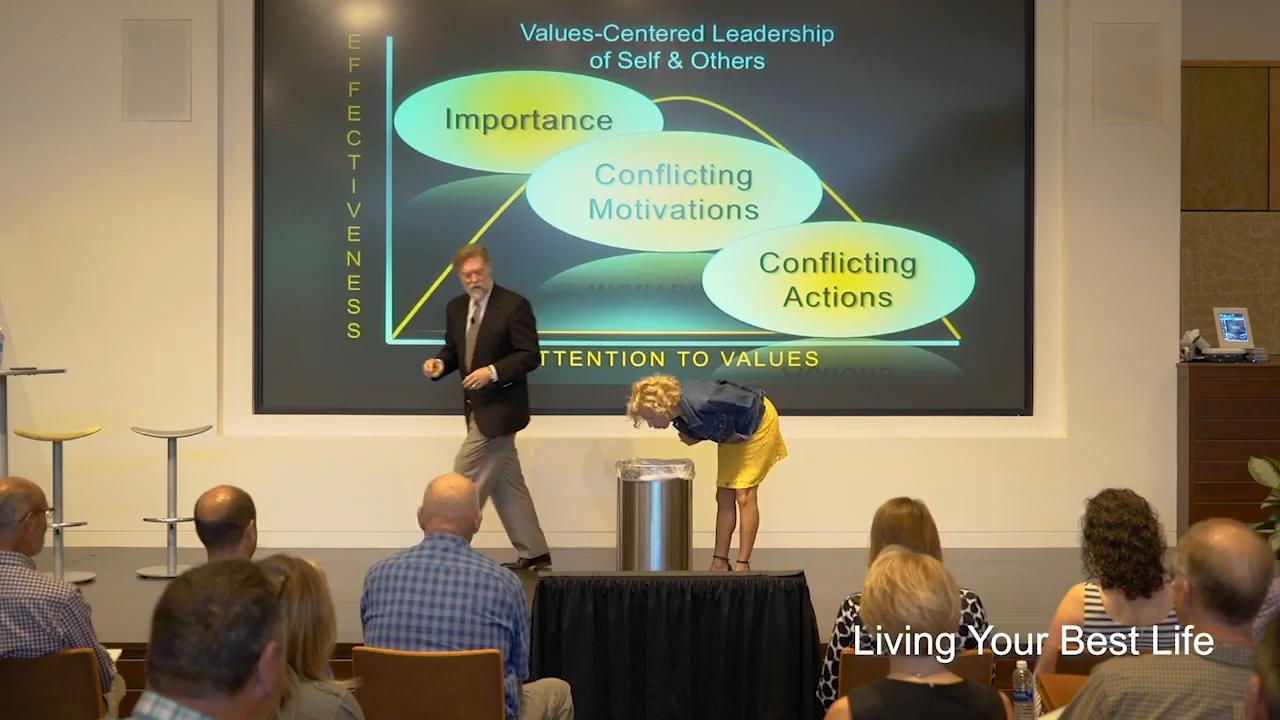 Values-Centered Leadership
of Self & Others
EFFECTIVENESS
Importance
Conflicting
Motivations
Conflicting
Actions
TTENTION TO VALUES
Living Your Best Life